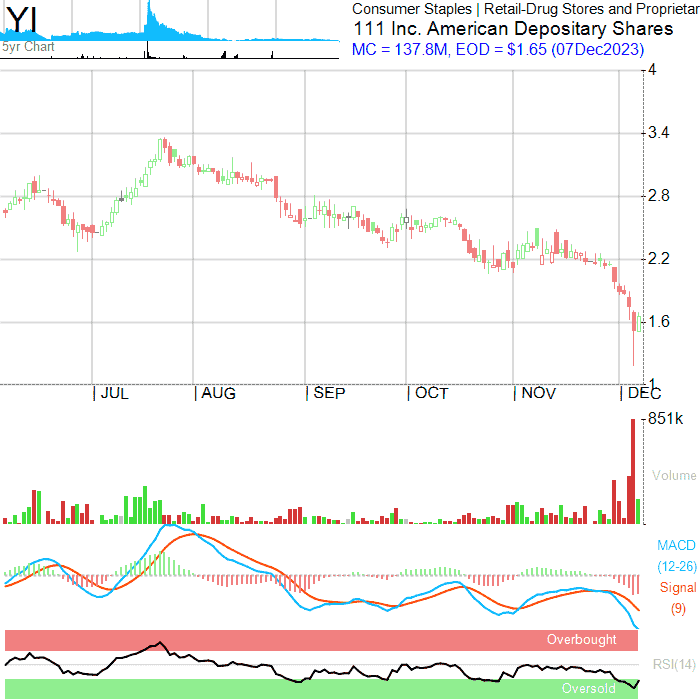 YI
5yr Chart
Consumer Staples | Retail-Drug Stores and Proprietar
111 Inc. American Depositary Shares
MC = 137.8M, EOD = $1.65 (07Dec2023)
4
3.4
2.8
2.2
1.6
1
JUL AUG SEP OCT NOV DEC
851k
Volume
MACD
(12-26)
Signal
(9)
Overbought
RSI(14)
Oversold